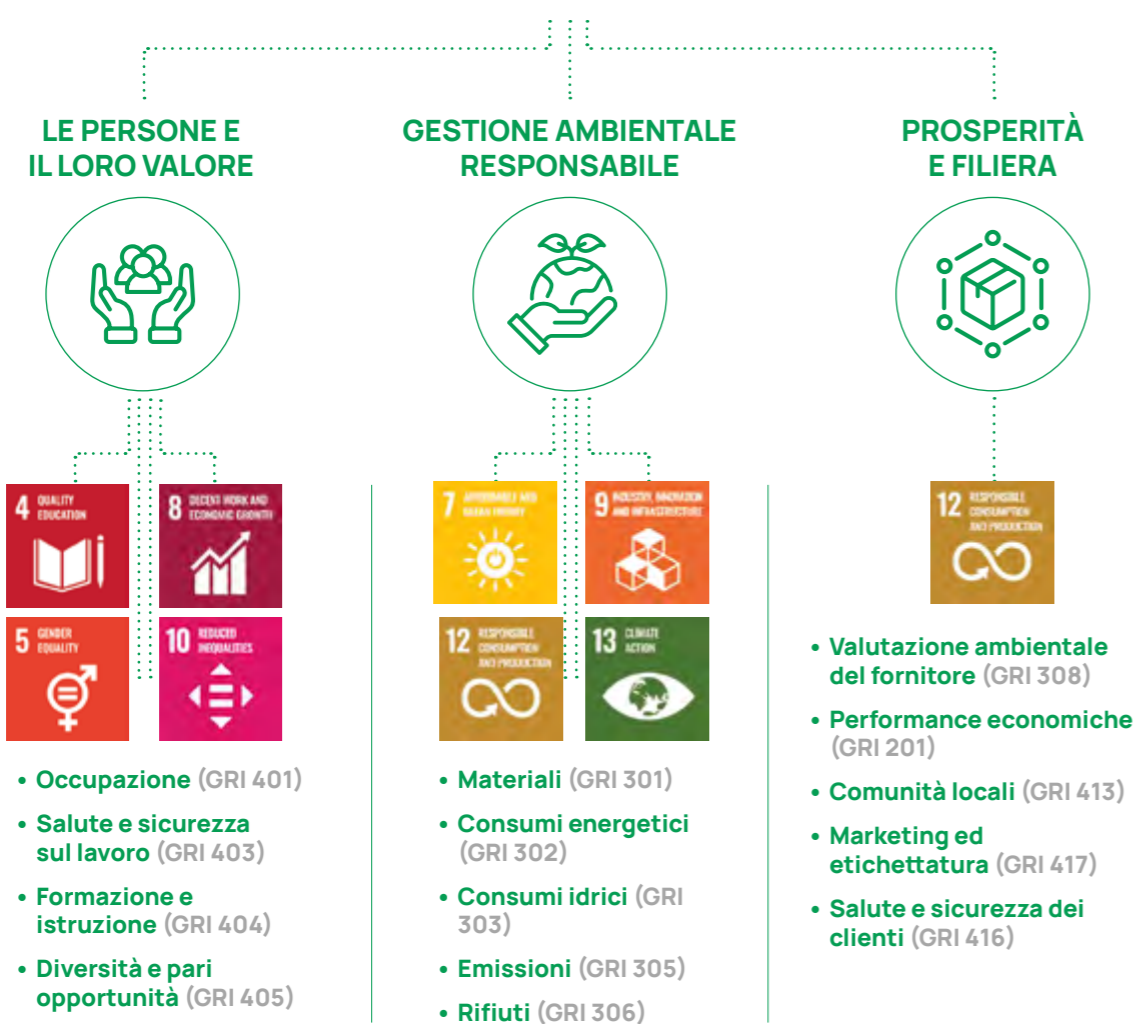 LE PERSONE E
IL LORO VALORE
4 QUALITY
EDUCATION
8 DECENT WORK AND
ECONOMIC GROWTH
5 GENDER
EQUALITY
10 REDUCED
INEQUALITIES
• Occupazione (GRI 401)
• Salute e sicurezza
sul lavoro (GRI 403)
• Formazione e
istruzione (GRI 404)
• Diversità e pari
opportunità (GRI 405)
GESTIONE AMBIENTALE
RESPONSABILE
7 AFFORDABLE AND
CLEAN ENERGY
9 INDUSTRY, INNOVATION
AND INFRASTRUCTURE
12 RESPONSIBLE
CONSUMPTION
AND PRODUCTION
13 CLIMATE
ACTION
• Materiali (GRI 301)
• Consumi energetici
(GRI 302)
• Consumi idrici (GRI
303)
• Emissioni (GRI 305)
• Rifiuti (GRI 306)
PROSPERITÀ
E FILIERA
12 RESPONSIBLE
CONSUMPTION
AND PRODUCTION
• Valutazione ambientale
del fornitore (GRI 308)
• Performance economiche
(GRI 201)
• Comunità locali (GRI 413)
• Marketing ed
etichettatura (GRI 417)
• Salute e sicurezza dei
clienti (GRI 416)